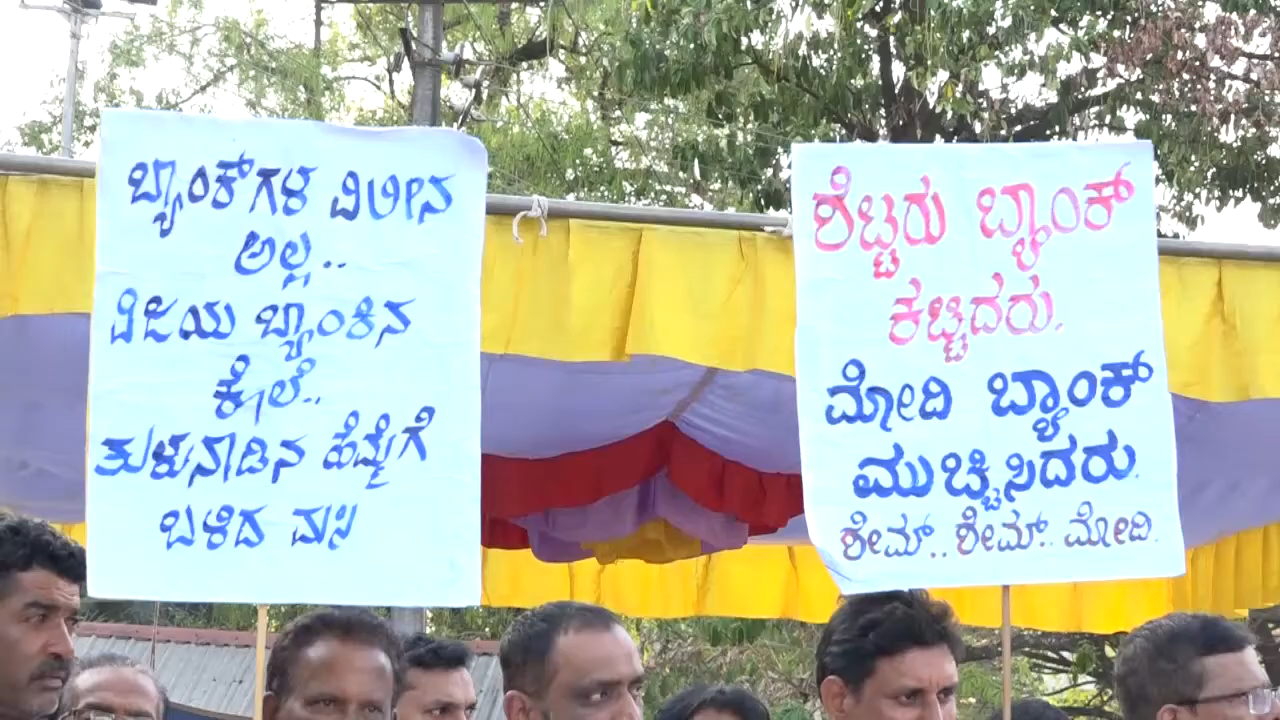 ಬ್ಯಾಂಕ್‌ಗಳ ವಿಲೀನ
ಅಲ್ಲ..
ವಿಜಯ ಬ್ಯಾಂಕಿನ
ಕೊಲೆ..
ತುಳುನಾಡಿನ ಹೆಮ್ಮೆಗೆ
ಬಳಿದ ಮಸಿ
ಶೆಟ್ಟರು ಬ್ಯಾಂಕ್
ಕಟ್ಟಿದರು.
ಮೋದಿ ಬ್ಯಾಂಕ್
ಮುಚ್ಚಿಸಿದರು.
ಶೇಮ್.. ಶೇಮ್.. ಮೋದಿ.